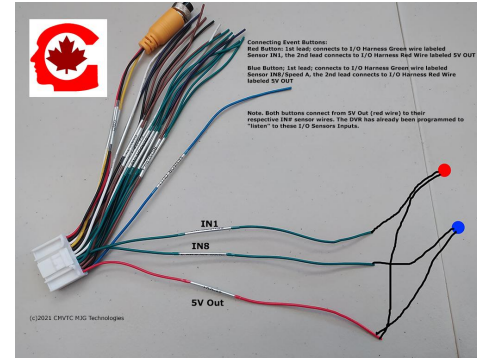 Connecting Event Buttons:
Red Button; 1st lead; connects to I/O Harness Green wire labeled
Sensor IN1, the 2nd lead connects to I/O Harness Red Wire labeled 5V OUT
Blue Button; 1st lead; connects to I/O Harness Green wire labeled
Sensor IN8/Speed A, the 2nd lead connects to I/O Harness Red Wire
labeled 5V OUT
Note. Both buttons connect from 5V Out (red wire) to their
respective IN# sensor wires. The DVR has already been programmed to
"listen" to these I/O Sensors Inputs.
IN1
IN8
5V Out
(c)2021 CMVTC MJG Technologies